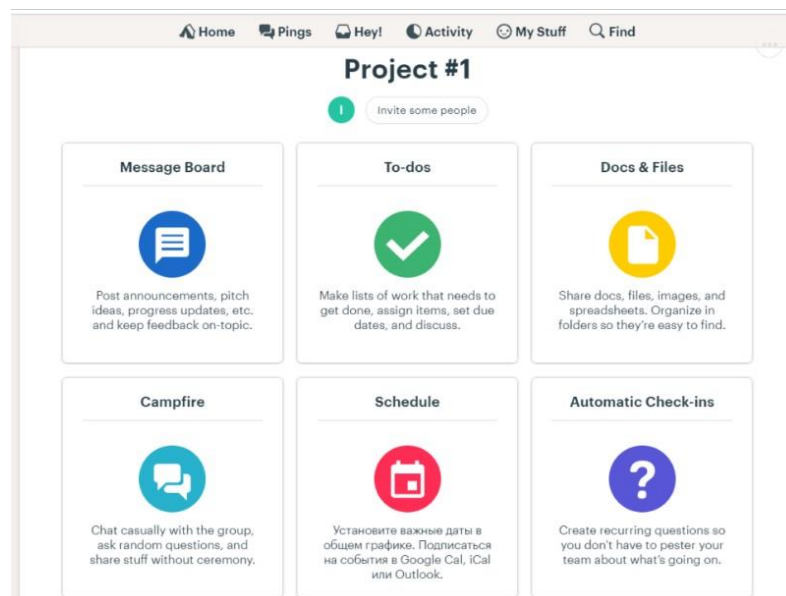 Home Pings Hey! Activity My Stuff Find
Project #1
I Invite some people
Message Board
Post announcements, pitch
ideas, progress updates, etc.
and keep feedback on-topic.
To-dos
Make lists of work that needs to
get done, assign items, set due
dates, and discuss.
Docs & Files
Share docs, files, images, and
spreadsheets. Organize in
folders so they're easy to find.
Campfire
Chat casually with the group,
ask random questions, and
share stuff without ceremony.
Schedule
Установите важные даты в
общем графике. Подписаться
на события в Google Cal, iCal
или Outlook.
Automatic Check-ins
?
Create recurring questions so
you don't have to pester your
team about what's going on.